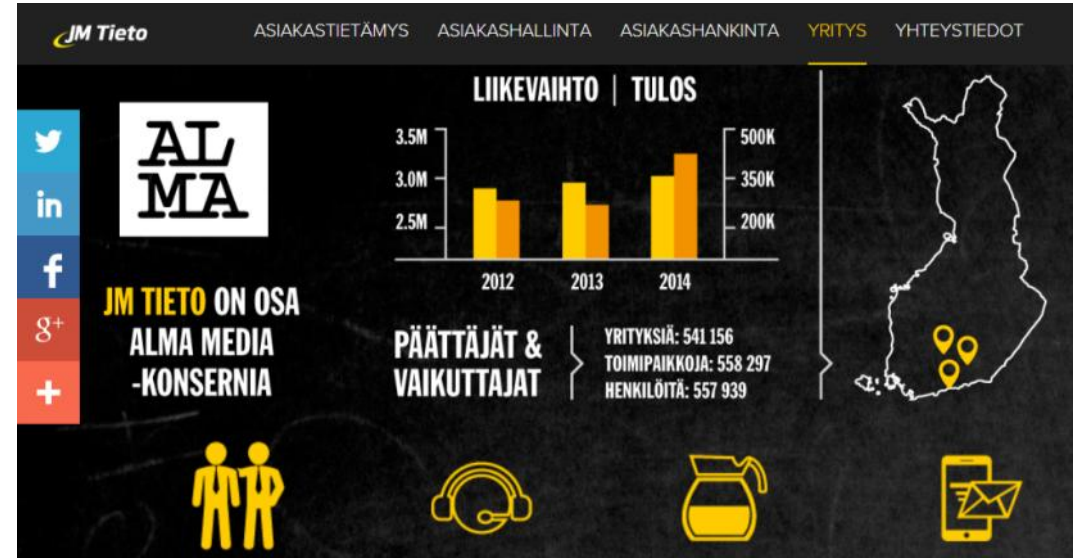 JM Tieto
ASIAKASTIETÄMYS ASIAKASHALLINTA ASIAKASHANKINTA YRITYS YHTEYSTIEDOT
LIIKEVAIHTO | TULOS
AL
MA
3.5M
3.0M
2.5M
500K
350K
200K
2012 2013 2014
in
f
g+
+
JM TIETO ON OSA
ALMA MEDIA
-KONSERNIA
PÄÄTTÄJÄT &
VAIKUTTAJAT
YRITYKSIÄ: 541 156
TOIMIPAIKKOJA: 558 297
HENKILÖITÄ: 557 939